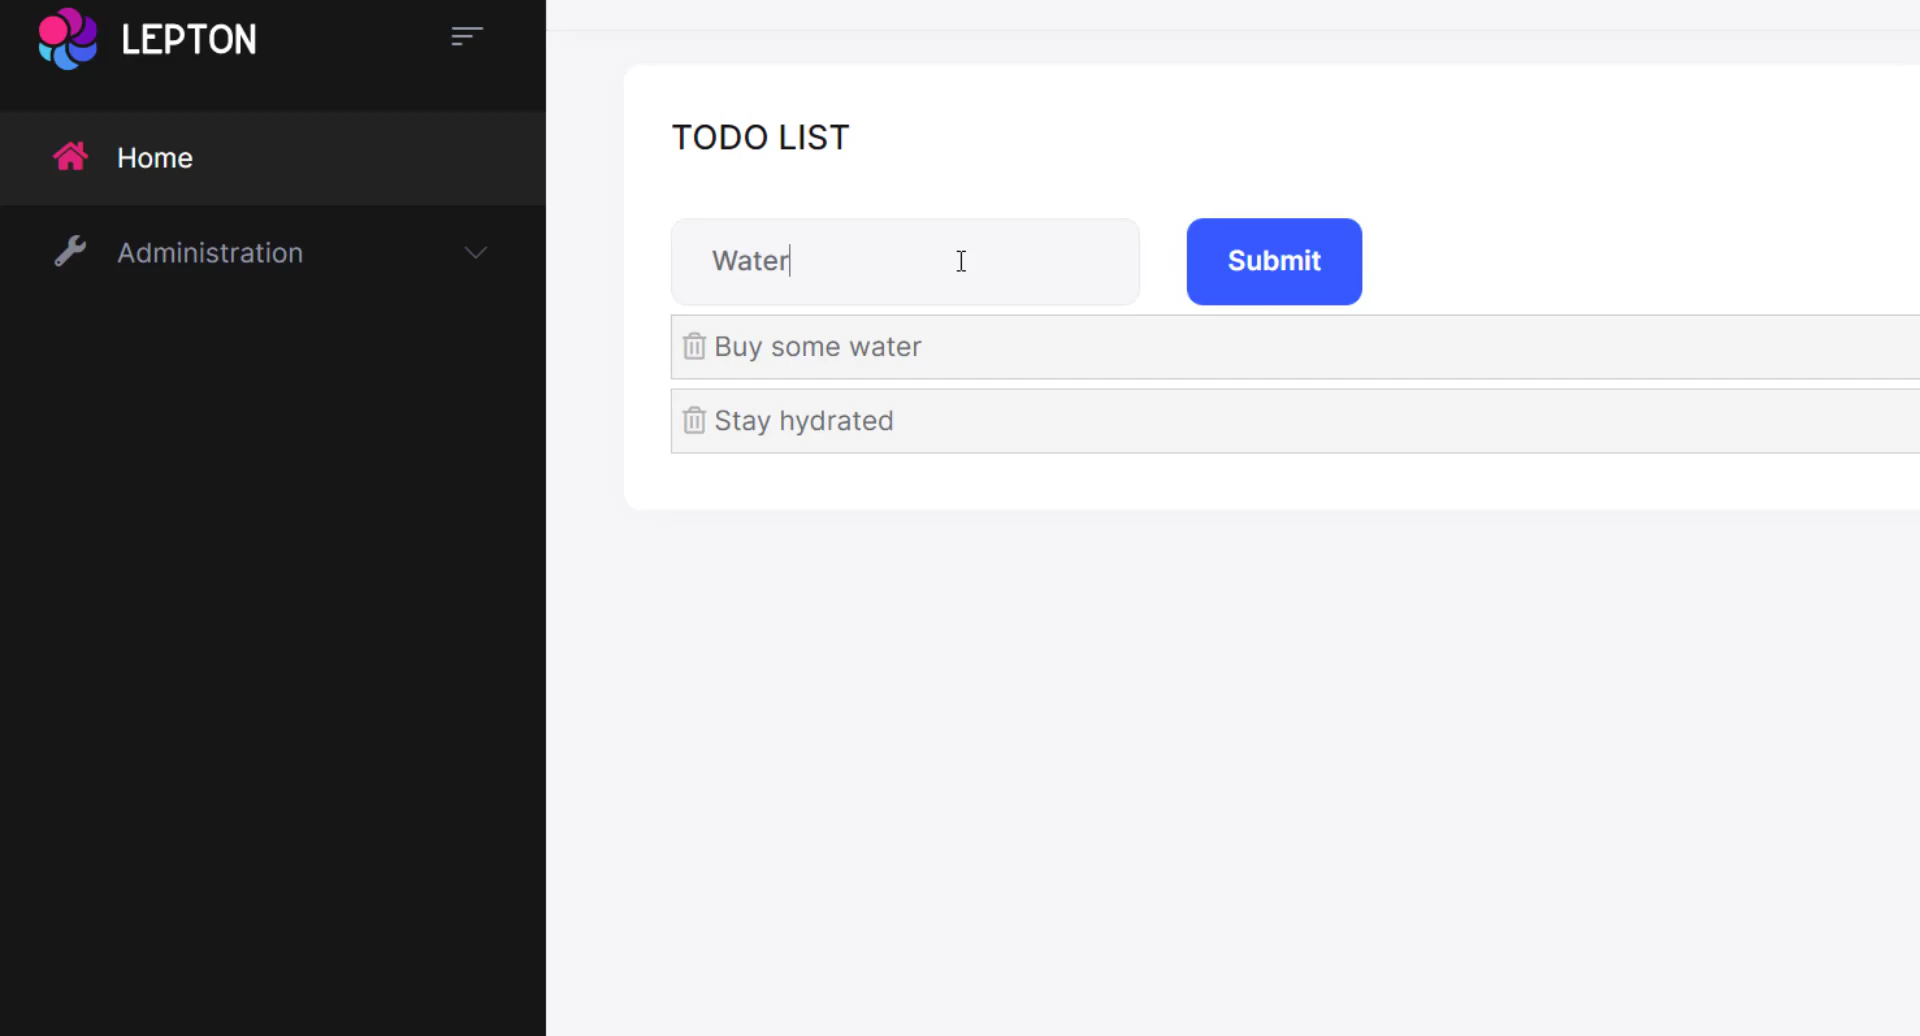 LEPTON
Home
Administration
TODO LIST
Water
Submit
Buy some water
Stay hydrated